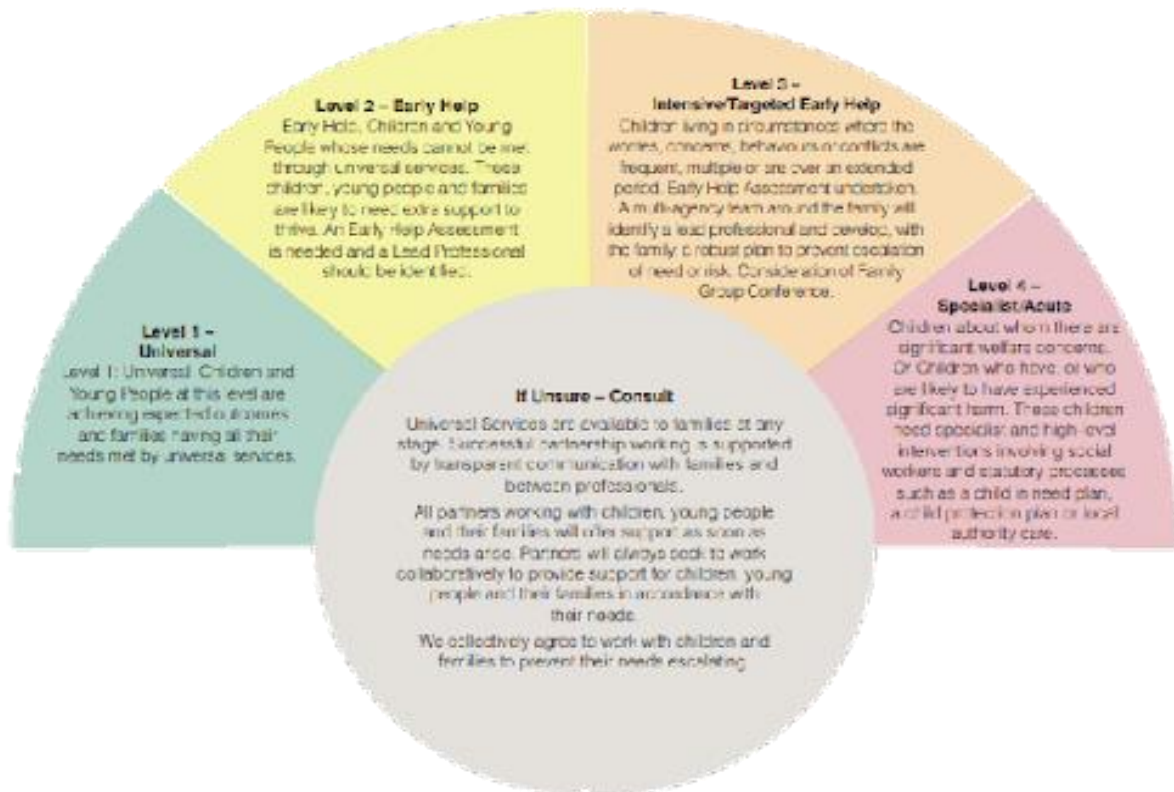 Level 1 –
Universal
Level 1: Universal Children and
Young People at this level are
achieving expected outcomes
and families having all their
needs met by universal services.
Level 2 – Early Help
Early Help, Children and Young
People whose needs cannot be met
through universal services. These
children, young people and families
are likely to need extra support to
thrive. An Early Help Assessment
is needed and a Lead Professional
should be identified.
Level 3 –
Intensive/Targeted Early Help
Children living in circumstances where the
worries, concerns, behaviours or conflicts are
frequent, multiple or are over an extended
period. Early Help Assessment undertaken.
A multi-agency team around the family will
identify a lead professional and develop, with
the family a robust plan to prevent escalation
of need or risk. Consideration of Family
Group Conference.
Level 4 –
Specialist/Acute
Children about whom there are
significant welfare concerns.
Or Children who have, or who
are likely to have experienced
significant harm. These children
need specialist and high-level
interventions involving social
workers and statutory processes
such as a child in need plan,
a child protection plan or local
authority care.
If Unsure – Consult
Universal Services are available to families at any
stage. Successful partnership working is supported
by transparent communication with families and
between professionals.
All partners working with children, young people
and their families will offer support as soon as
needs arise. Partners will always seek to work
collaboratively to provide support for children, young
people and their families in accordance with
their needs.
We collectively agree to work with children and
families to prevent their needs escalating